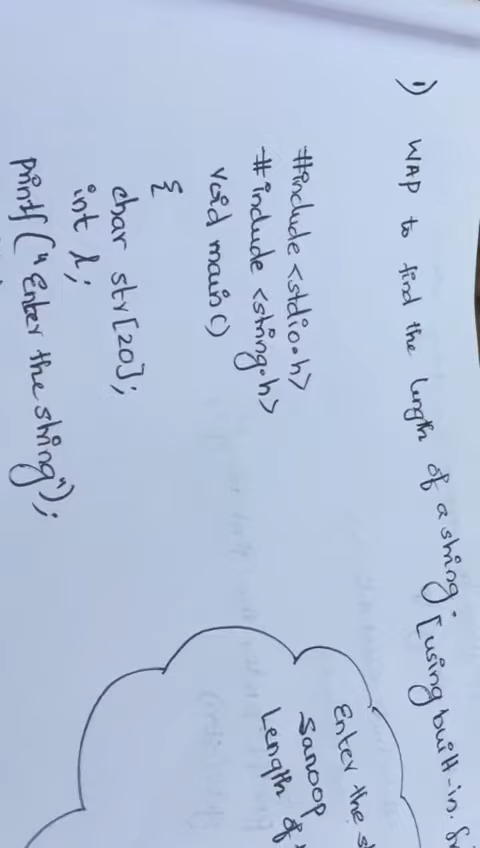 1) WAP to find the length of a string. [using built-in.
#include <stdio.h>
#include <string.h>
void main()
{
char str[20];
int l;
printf("Enter the string");
Enter the
Sanoop
Length of